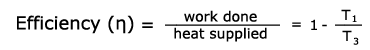 Efficiency (η) = work done / heat supplied = 1 - T₁ / T₃